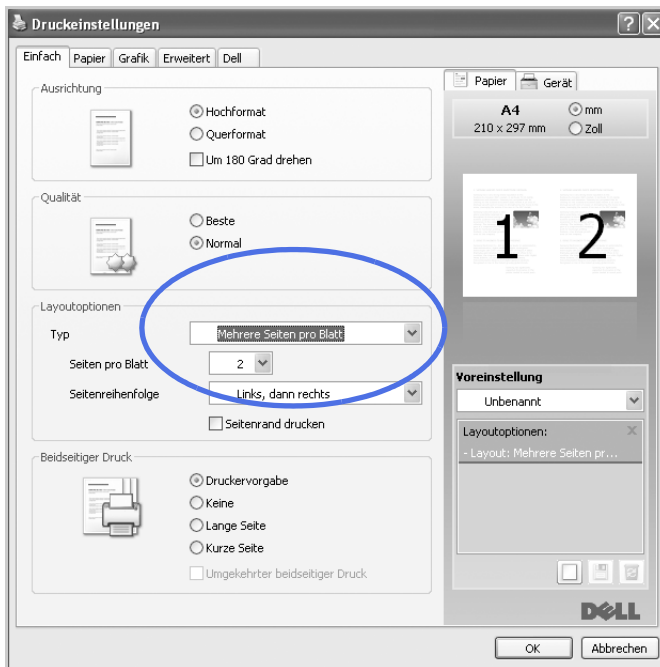 Druckeinstellungen
Einfach Papier Grafik Erweitert Dell
Ausrichtung
Hochformat
Querformat
Um 180 Grad drehen
Qualität
Beste
Normal
Layoutoptionen
Typ Mehrere Seiten pro Blatt
Seiten pro Blatt 2
Seitenreihenfolge Links, dann rechts
Seitenrand drucken
Beidseitiger Druck
Druckervorgabe
Keine
Lange Seite
Kurze Seite
Umgekehrter beidseitiger Druck
Papier Gerät
A4 mm
210 x 297 mm Zoll
1 2
Voreinstellung
Unbenannt
Layoutoptionen:
- Layout: Mehrere Seiten pr...
DELL
OK Abbrechen